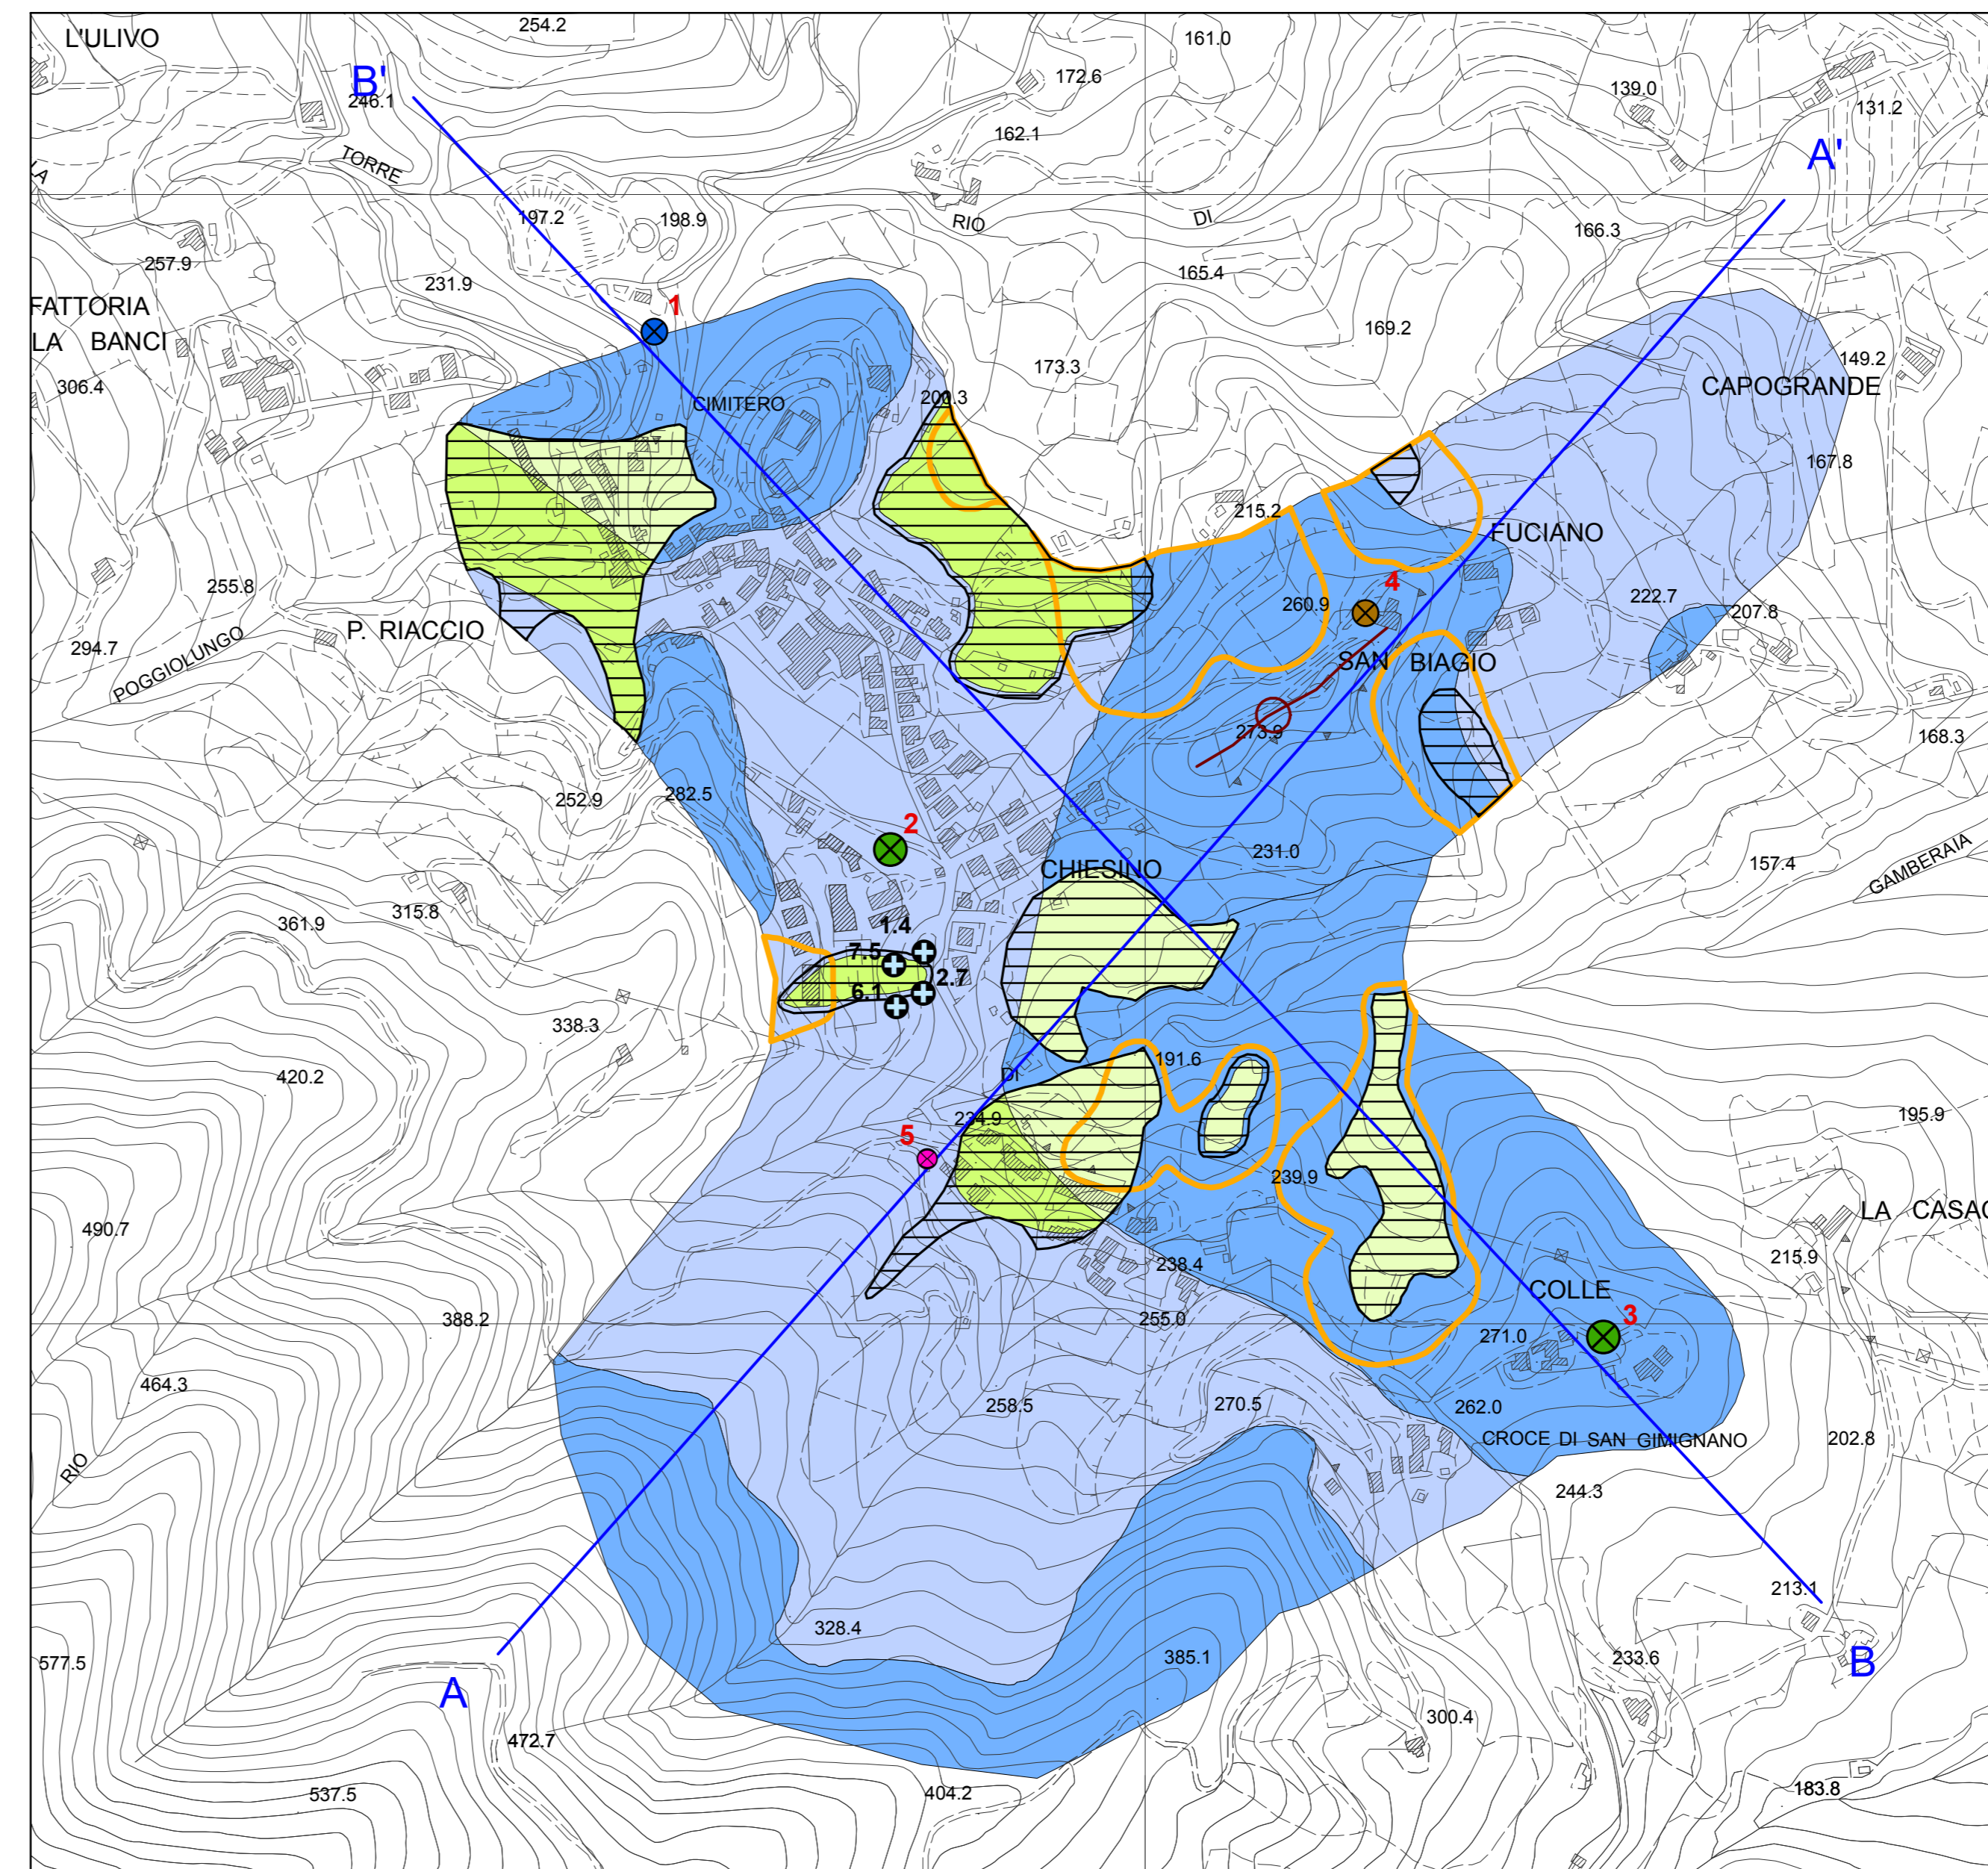 254.2
L'ULIVO
161.0
B'
172.6
246.1
139.0
131.2
162.1
TORRE
A'
LA
197.2
198.9
RIO
DI
166.3
257.9
165.4
231.9
FATTORIA
1
169.2
LA BANCI
149.2
173.3
306.4
CAPOGRANDE
200.3
CIMITERO
167.8
215.2
FUCIANO
255.8
4
222.7
260.9
207.8
P. RIACCIO
294.7
POGGIOLUNGO
SAN BIAGIO
273.9
168.3
282.5
252.9
2
231.0
157.4
CHIESINO
GAMBERAIA
315.8
361.9
1.4
7.5
2.7
6.1
338.3
191.6
420.2
DI
234.9
195.9
5
239.9
490.7
LA CASAC
215.9
238.4
COLLE
388.2
255.0
3
271.0
464.3
258.5
270.5
262.0
CROCE DI SAN GIMIGNANO
202.8
RIO
244.3
213.1
328.4
385.1
577.5
233.6
B
A
300.4
472.7
537.5
404.2
183.8